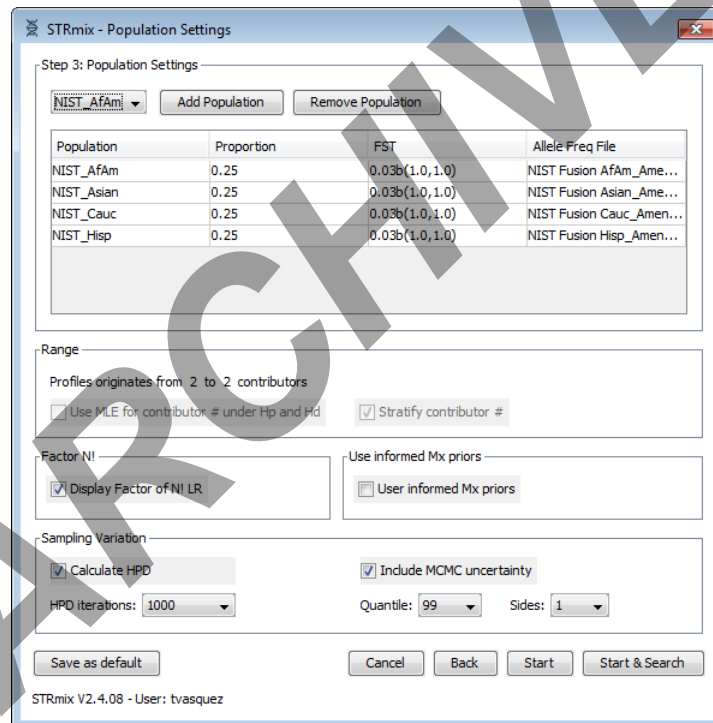 STRmix - Population Settings
Step 3: Population Settings
NIST_AfAm Add Population Remove Population
Population Proportion FST Allele Freq File
NIST_AfAm 0.25 0.03b(1.0,1.0) NIST Fusion AfAm_Ame...
NIST_Asian 0.25 0.03b(1.0,1.0) NIST Fusion Asian_Ame...
NIST_Cauc 0.25 0.03b(1.0,1.0) NIST Fusion Cauc_Amen...
NIST_Hisp 0.25 0.03b(1.0,1.0) NIST Fusion Hisp_Amen...
Range
Profiles originates from 2 to 2 contributors
Use MLE for contributor # under Hp and Hd Stratify contributor #
Factor N! Use informed Mx priors
Display Factor of N! LR User informed Mx priors
Sampling Variation
Calculate HPD Include MCMC uncertainty
HPD iterations: 1000 Quantile: 99 Sides: 1
Save as default Cancel Back Start Start & Search
STRmix V2.4.08 - User: tvasquez
ARCHIVE